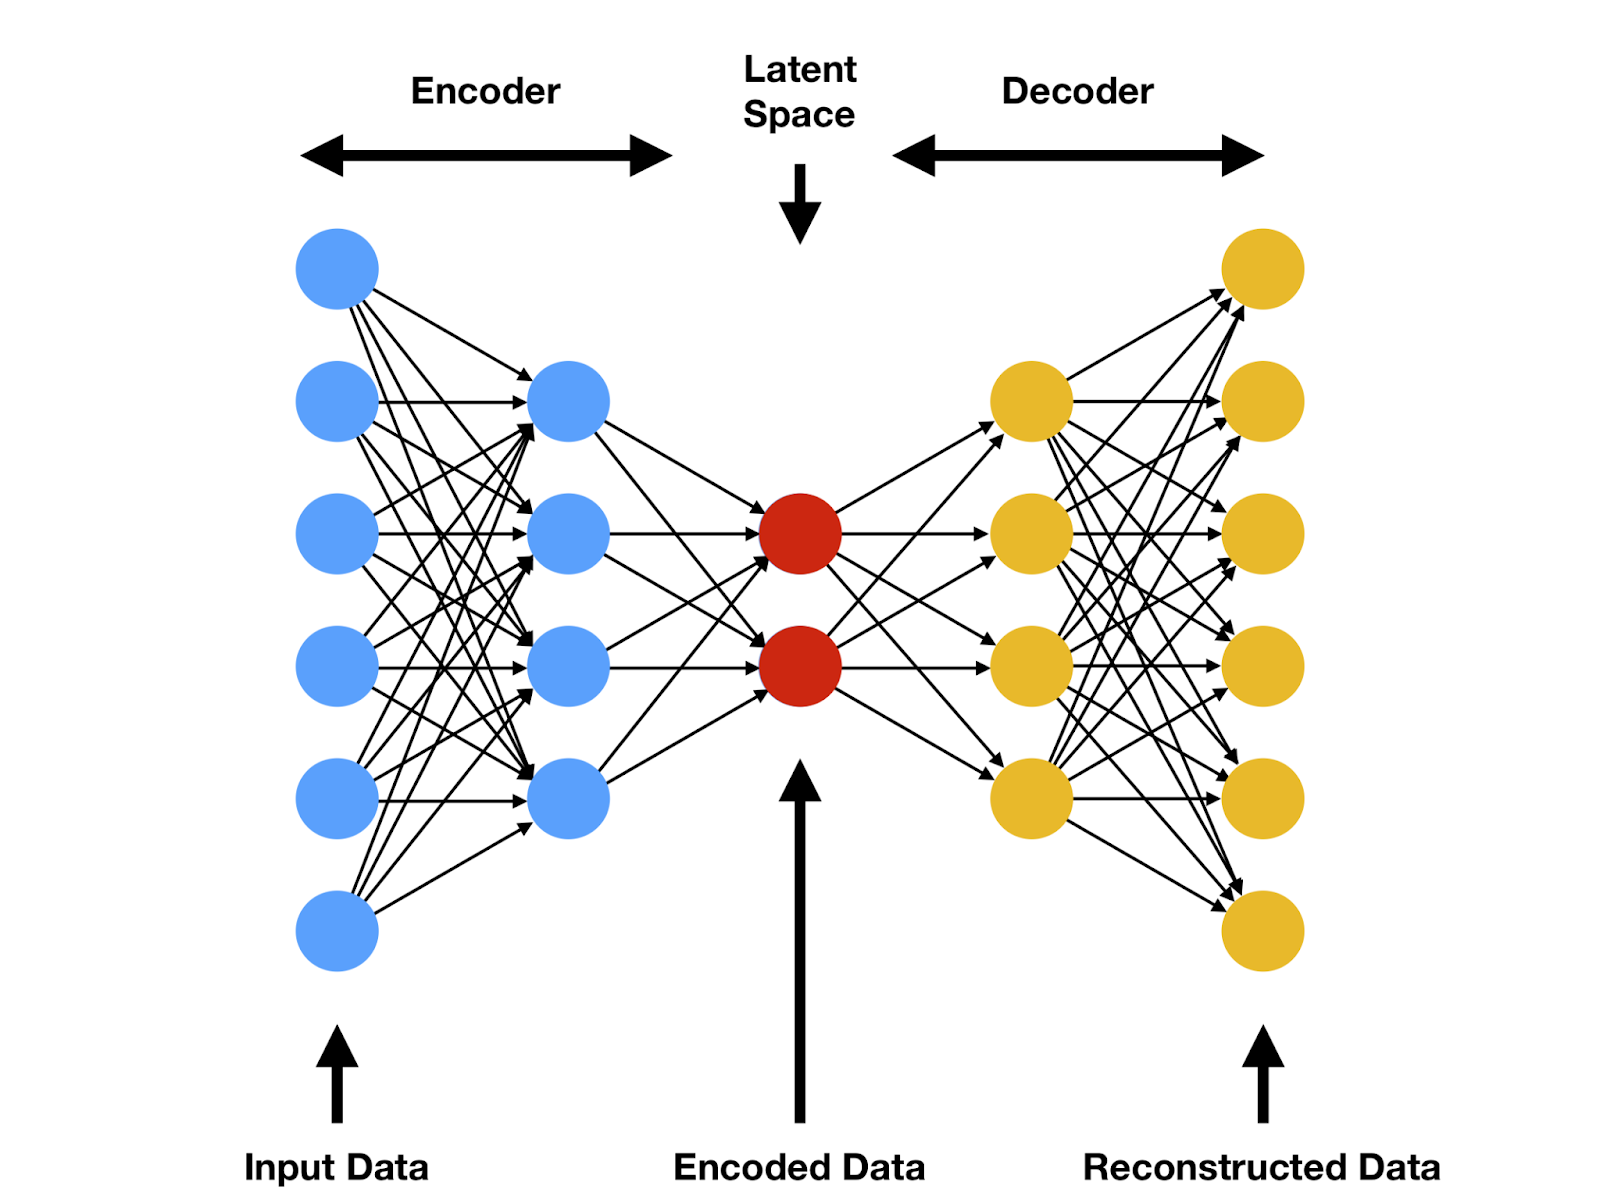 Encoder
Latent
Space
Decoder
Input Data
Encoded Data
Reconstructed Data